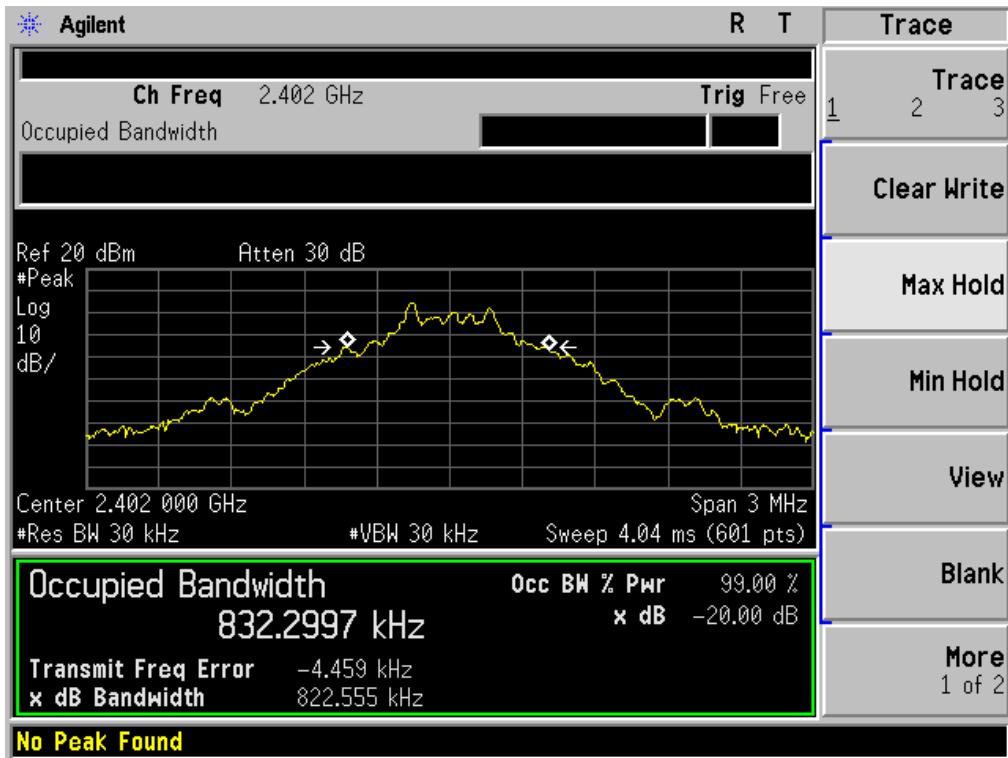 Agilent R T Trace
Ch Freq 2.402 GHz Trig Free
Occupied Bandwidth
Ref 20 dBm Atten 30 dB
#Peak
Log
10
dB/
Center 2.402 000 GHz Span 3 MHz
#Res BW 30 kHz #VBW 30 kHz Sweep 4.04 ms (601 pts)
Occupied Bandwidth
832.2997 kHz
Occ BW % Pwr 99.00 %
x dB -20.00 dB
Transmit Freq Error -4.459 kHz
x dB Bandwidth 822.555 kHz
No Peak Found
Trace
1 2 3
Clear Write
Max Hold
Min Hold
View
Blank
More
1 of 2